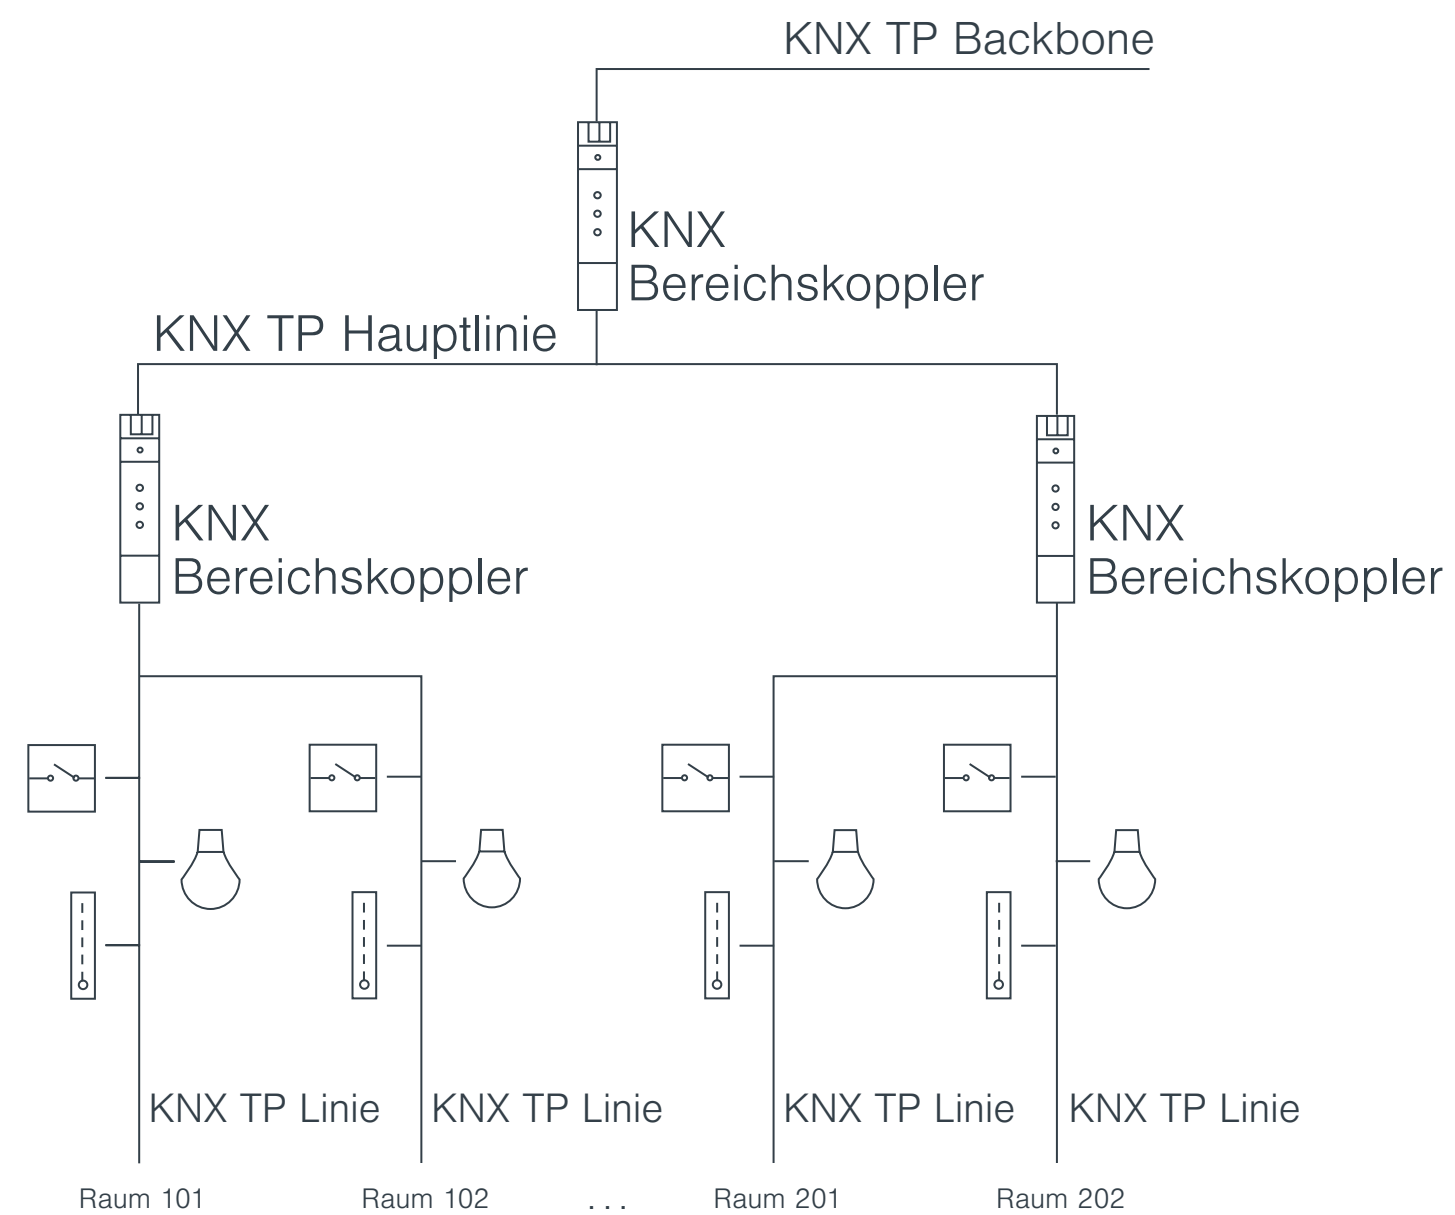 KNX TP Backbone
KNX
Bereichskoppler
KNX TP Hauptlinie
KNX
Bereichskoppler
KNX
Bereichskoppler
KNX TP Linie
KNX TP Linie
KNX TP Linie
KNX TP Linie
Raum 101
Raum 102
...
Raum 201
Raum 202